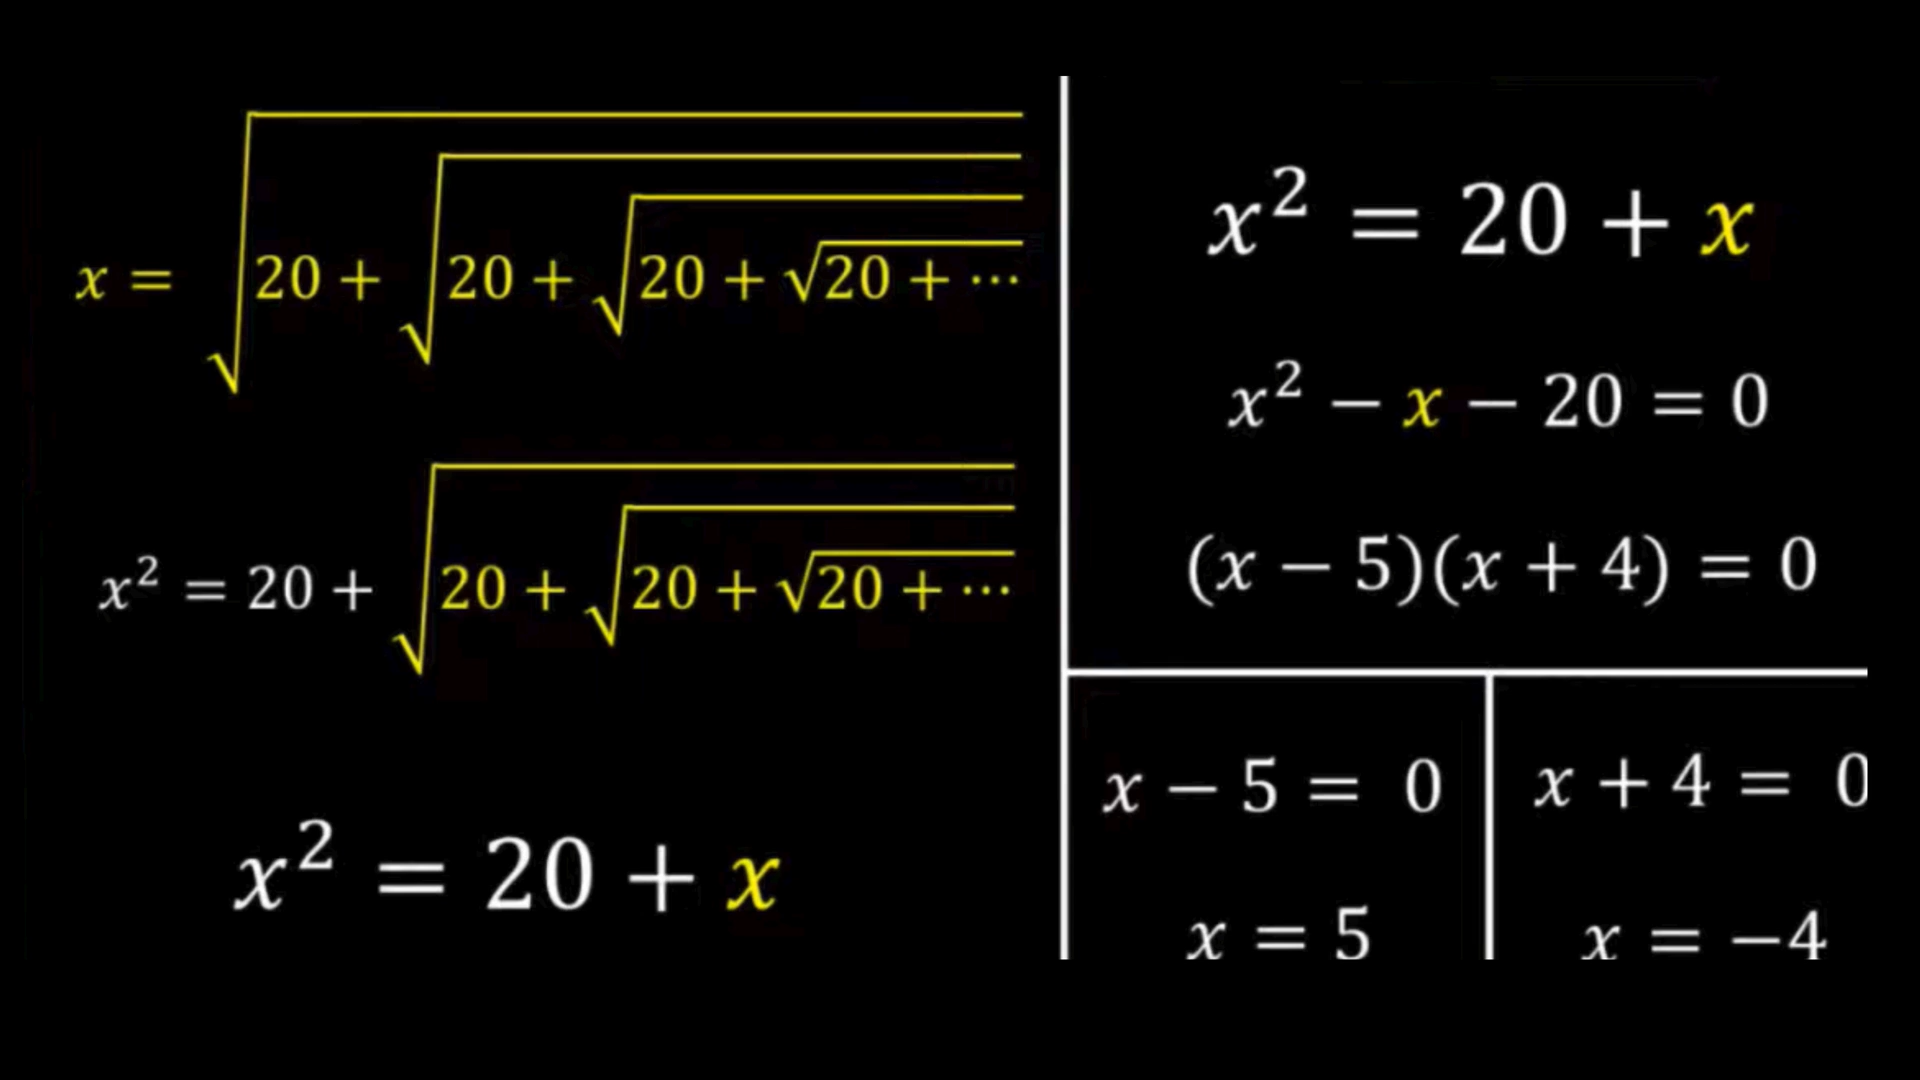 x = √(20 + √(20 + √(20 + √(20 + ⋯
x² = 20 + √(20 + √(20 + √(20 + ⋯
x² = 20 + x
x² = 20 + x
x² − x − 20 = 0
(x − 5)(x + 4) = 0
x − 5 = 0
x = 5
x + 4 = 0
x = −4